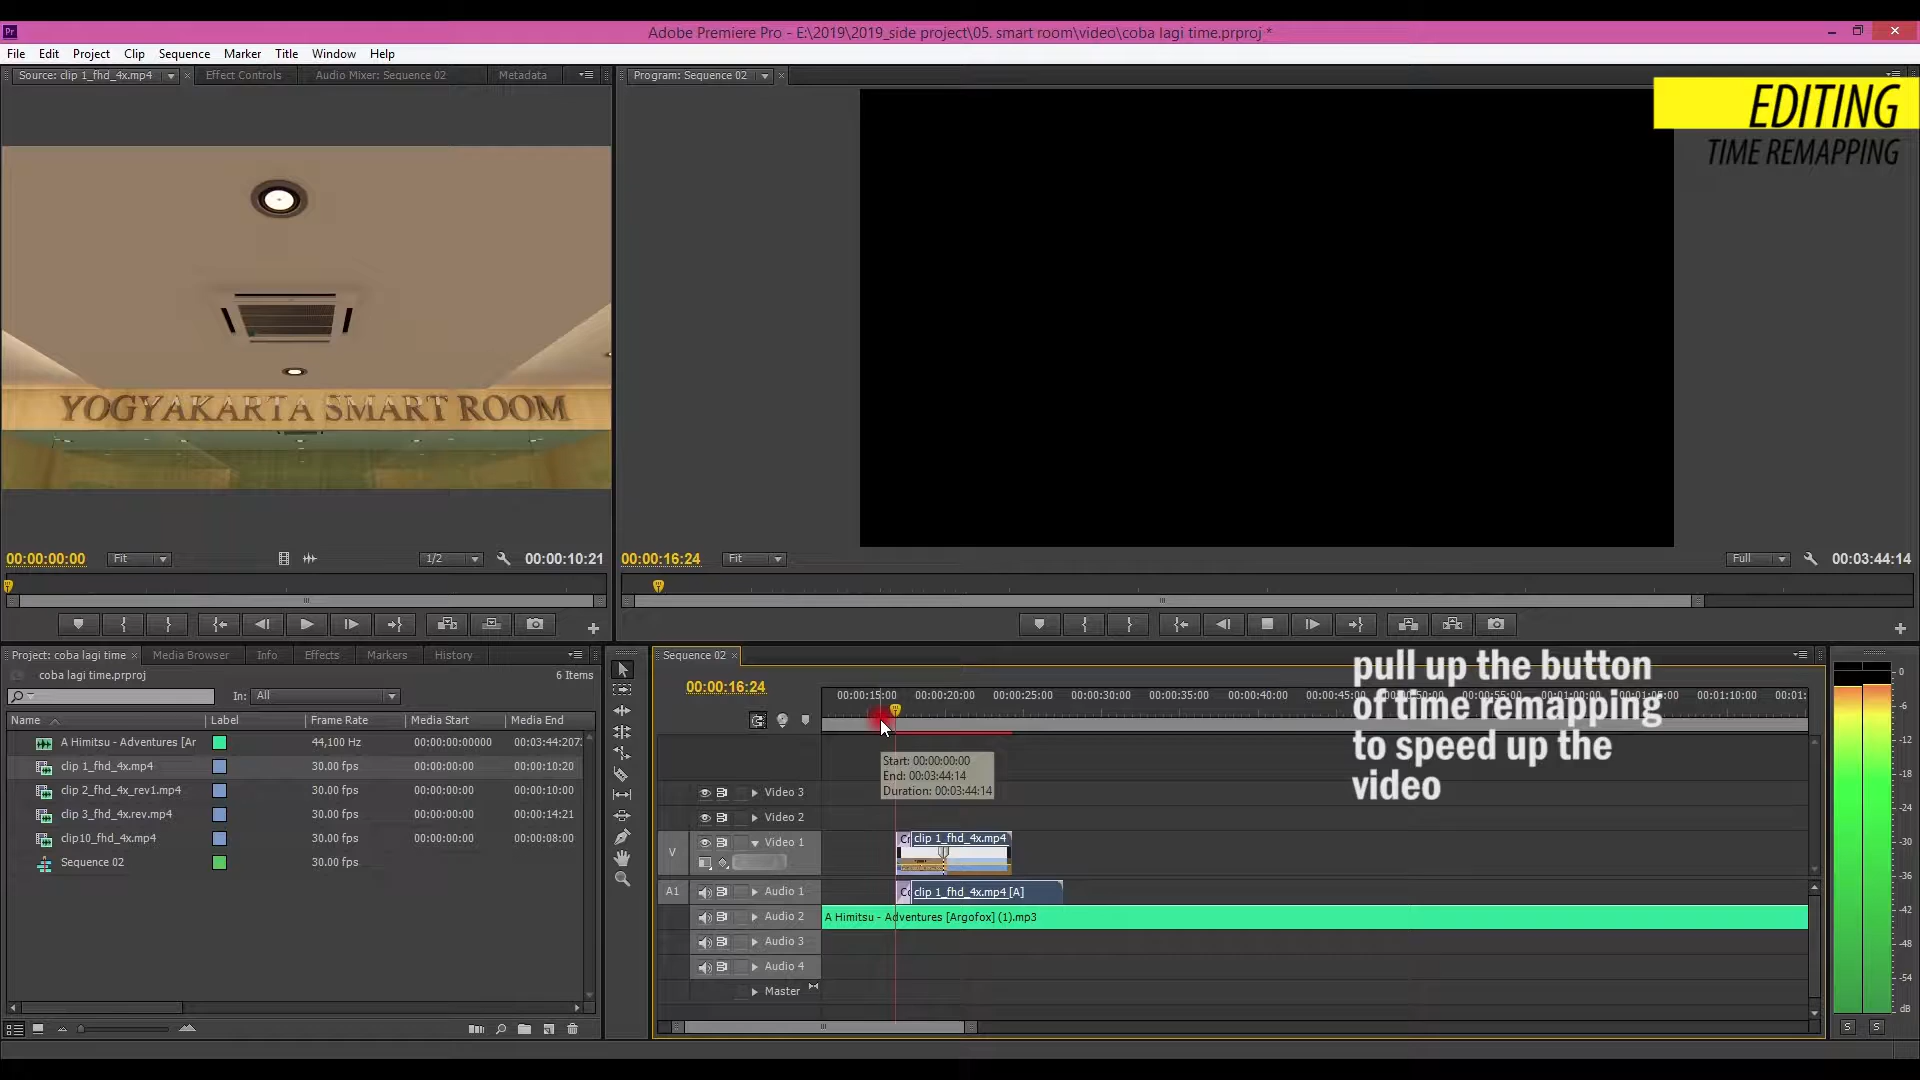 Pr
Adobe Premiere Pro - E:\2019\2019_side project\05. smart room\video\coba lagi time.prproj *
File Edit Project Clip Sequence Marker Title Window Help
Source: clip 1_fhd_4x.mp4 Effect Controls Audio Mixer: Sequence 02 Metadata
Program: Sequence 02
EDITING
TIME REMAPPING
YOGYAKARTA SMART ROOM
00:00:00:00 Fit 1/2 00:00:10:21
00:00:16:24 Fit Full 00:03:44:14
Project: coba lagi time Media Browser Info Effects Markers History
coba lagi time.prproj 6 Items
In: All
Name Label Frame Rate Media Start Media End
A Himitsu - Adventures [Ar 44,100 Hz 00:00:00:00000 00:03:44:207
clip 1_fhd_4x.mp4 30.00 fps 00:00:00:00 00:00:10:20
clip 2_fhd_4x_rev1.mp4 30.00 fps 00:00:00:00 00:00:10:00
clip 3_fhd_4x.rev.mp4 30.00 fps 00:00:00:00 00:00:14:21
clip10_fhd_4x.mp4 30.00 fps 00:00:00:00 00:00:08:00
Sequence 02 30.00 fps
Sequence 02
00:00:16:24
00:00:15:00 00:00:20:00 00:00:25:00 00:00:30:00 00:00:35:00 00:00:40:00 00:00:45:00 00:01:05:00 00:01:10:00 00:01:
pull up the button
of time remapping
to speed up the
video
Start: 00:00:00:00
End: 00:03:44:14
Duration: 00:03:44:14
Video 3
Video 2
V Video 1 clip 1_fhd_4x.mp4
A1 Audio 1 clip 1_fhd_4x.mp4 [A]
Audio 2 A Himitsu - Adventures [Argofox] (1).mp3
Audio 3
Audio 4
Master
0
-6
-12
-18
-24
-30
-36
-42
-48
-54
dB
S S